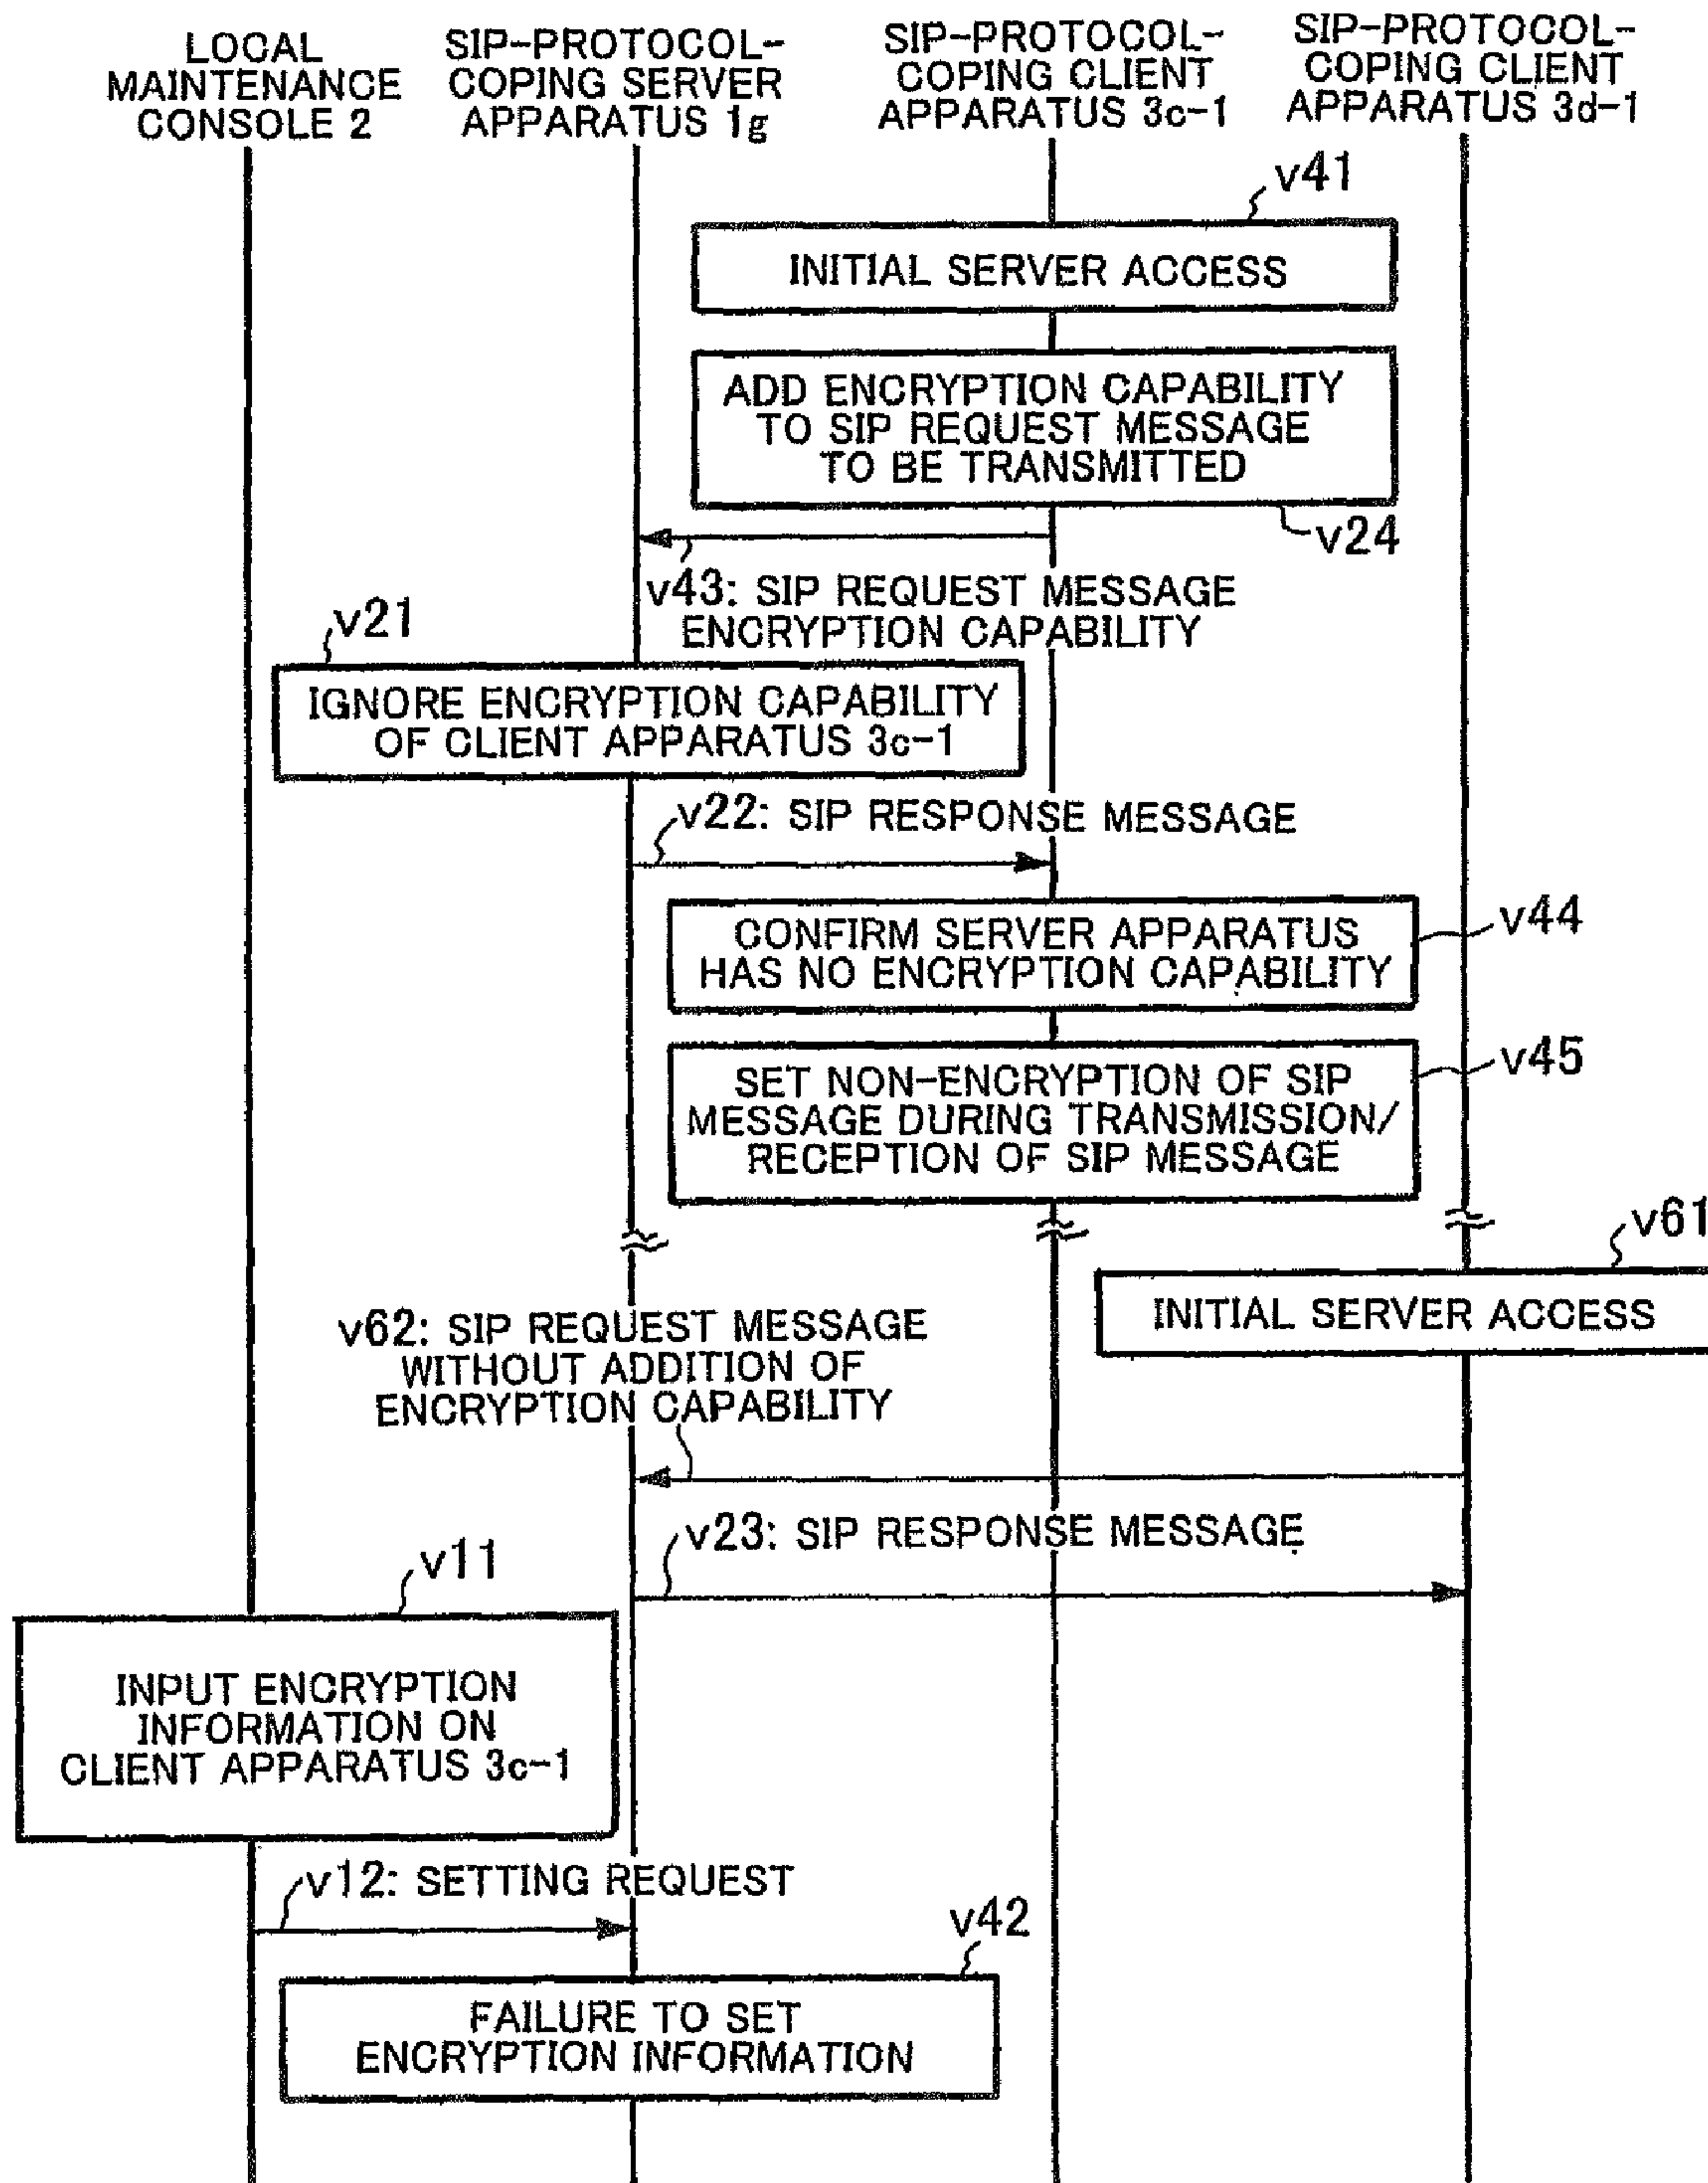 LOCAL
MAINTENANCE
CONSOLE 2
SIP-PROTOCOL-
COPING SERVER
APPARATUS 1g
SIP-PROTOCOL-
COPING CLIENT
APPARATUS 3c-1
SIP-PROTOCOL-
COPING CLIENT
APPARATUS 3d-1
v41
INITIAL SERVER ACCESS
ADD ENCRYPTION CAPABILITY
TO SIP REQUEST MESSAGE
TO BE TRANSMITTED
v24
v43: SIP REQUEST MESSAGE
ENCRYPTION CAPABILITY
v21
IGNORE ENCRYPTION CAPABILITY
OF CLIENT APPARATUS 3c-1
v22: SIP RESPONSE MESSAGE
CONFIRM SERVER APPARATUS
HAS NO ENCRYPTION CAPABILITY
v44
SET NON-ENCRYPTION OF SIP
MESSAGE DURING TRANSMISSION/
RECEPTION OF SIP MESSAGE
v45
v61
INITIAL SERVER ACCESS
v62: SIP REQUEST MESSAGE
WITHOUT ADDITION OF
ENCRYPTION CAPABILITY
v23: SIP RESPONSE MESSAGE
v11
INPUT ENCRYPTION
INFORMATION ON
CLIENT APPARATUS 3c-1
v12: SETTING REQUEST
v42
FAILURE TO SET
ENCRYPTION INFORMATION